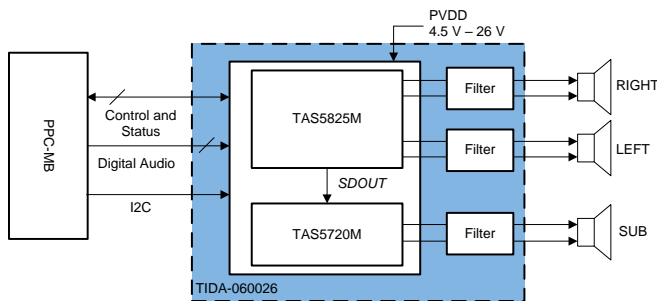 PVDD
4.5 V – 26 V
PPC-MB
Control and
Status
Digital Audio
I2C
TAS5825M
SDOUT
TAS5720M
Filter
RIGHT
Filter
LEFT
Filter
SUB
TIDA-060026